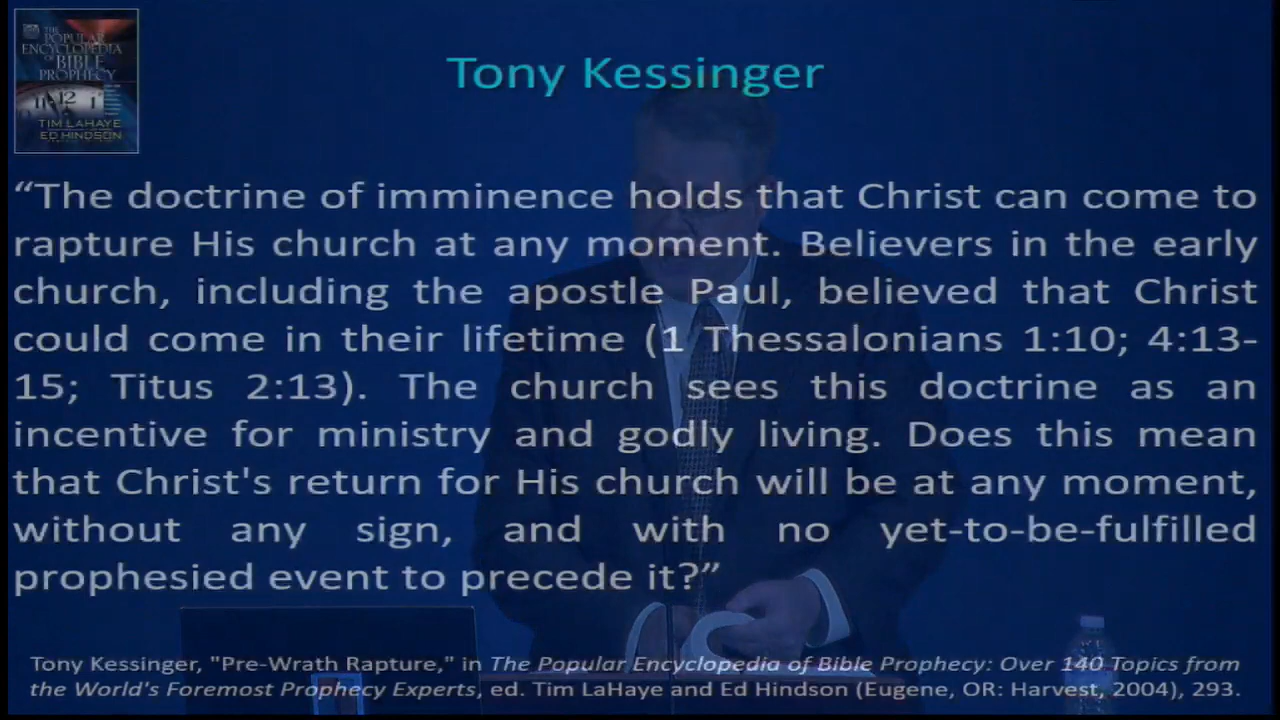 THE
POPULAR
ENCYCLOPEDIA
OF BIBLE
PROPHECY
11 12 1
TIM LAHAYE
ED HINDSON
Tony Kessinger
“The doctrine of imminence holds that Christ can come to
rapture His church at any moment. Believers in the early
church, including the apostle Paul, believed that Christ
could come in their lifetime (1 Thessalonians 1:10; 4:13-
15; Titus 2:13). The church sees this doctrine as an
incentive for ministry and godly living. Does this mean
that Christ's return for His church will be at any moment,
without any sign, and with no yet-to-be-fulfilled
prophesied event to precede it?”
Tony Kessinger, "Pre-Wrath Rapture," in The Popular Encyclopedia of Bible Prophecy: Over 140 Topics from
the World's Foremost Prophecy Experts, ed. Tim LaHaye and Ed Hindson (Eugene, OR: Harvest, 2004), 293.